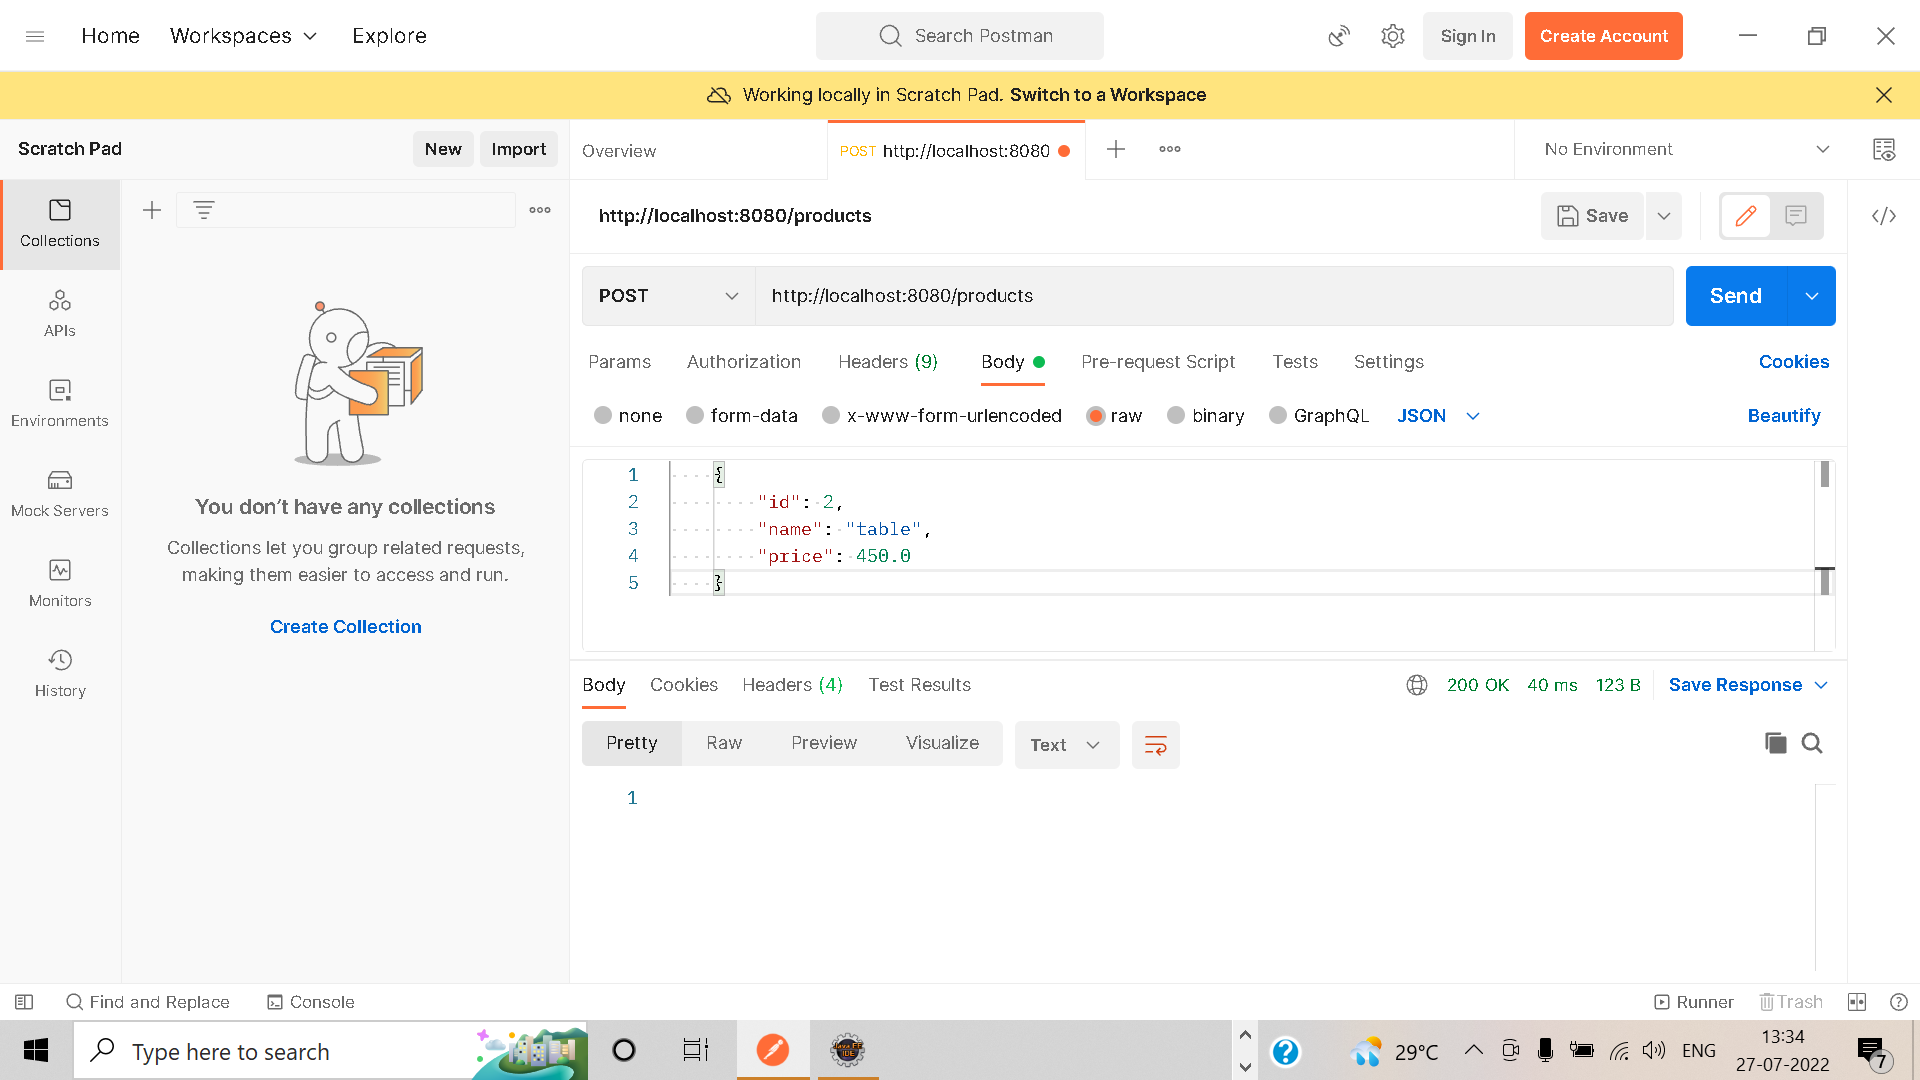 Home Workspaces Explore
Search Postman
Sign In Create Account
Working locally in Scratch Pad. Switch to a Workspace
Scratch Pad New Import
Overview POST http://localhost:8080 No Environment
Collections
APIs
Environments
Mock Servers
Monitors
History
You don’t have any collections
Collections let you group related requests,
making them easier to access and run.
Create Collection
http://localhost:8080/products Save
POST http://localhost:8080/products Send
Params Authorization Headers (9) Body Pre-request Script Tests Settings Cookies
none form-data x-www-form-urlencoded raw binary GraphQL JSON Beautify
1 {
2 "id": 2,
3 "name": "table",
4 "price": 450.0
5 }
Body Cookies Headers (4) Test Results 200 OK 40 ms 123 B Save Response
Pretty Raw Preview Visualize Text
1
Find and Replace Console Runner Trash
Type here to search
Java EE
IDE
29°C ENG
13:34
27-07-2022
7